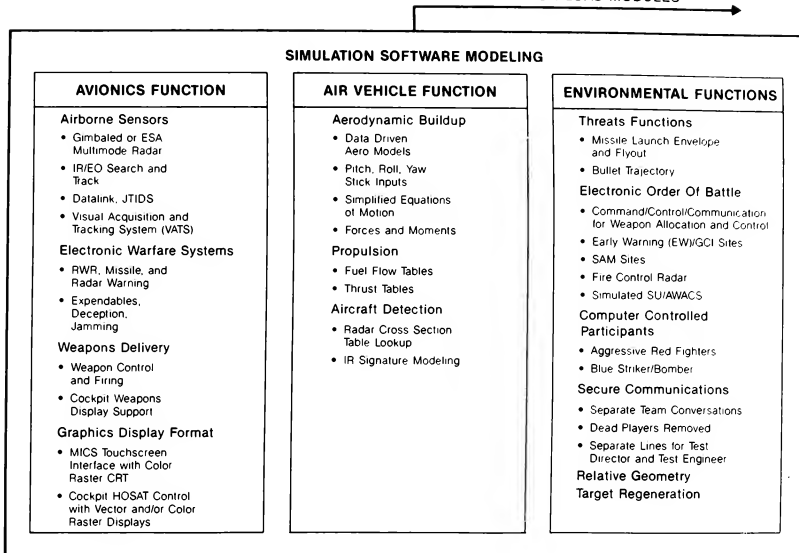 SIMULATION SOFTWARE MODELING
AVIONICS FUNCTION
Airborne Sensors
• Gimbaled or ESA
Multimode Radar
• IR/EO Search and
Track
• Datalink, JTIDS
• Visual Acquisition and
Tracking System (VATS)
Electronic Warfare Systems
• RWR, Missile, and
Radar Warning
• Expendables,
Deception,
Jamming
Weapons Delivery
• Weapon Control
and Firing
• Cockpit Weapons
Display Support
Graphics Display Format
• MICS Touchscreen
Interface with Color
Raster CRT
• Cockpit HOSAT Control
with Vector and/or Color
Raster Displays
AIR VEHICLE FUNCTION
Aerodynamic Buildup
• Data Driven
Aero Models
• Pitch, Roll, Yaw
Stick Inputs
• Simplified Equations
of Motion
• Forces and Moments
Propulsion
• Fuel Flow Tables
• Thrust Tables
Aircraft Detection
• Radar Cross Section
Table Lookup
• IR Signature Modeling
ENVIRONMENTAL FUNCTIONS
Threats Functions
• Missile Launch Envelope
and Flyout
• Bullet Trajectory
Electronic Order Of Battle
• Command/Control/Communication
for Weapon Allocation and Control
• Early Warning (EW)/GCI Sites
• SAM Sites
• Fire Control Radar
• Simulated SU/AWACS
Computer Controlled
Participants
• Aggressive Red Fighters
• Blue Striker/Bomber
Secure Communications
• Separate Team Conversations
• Dead Players Removed
• Separate Lines for Test
Director and Test Engineer
Relative Geometry
Target Regeneration